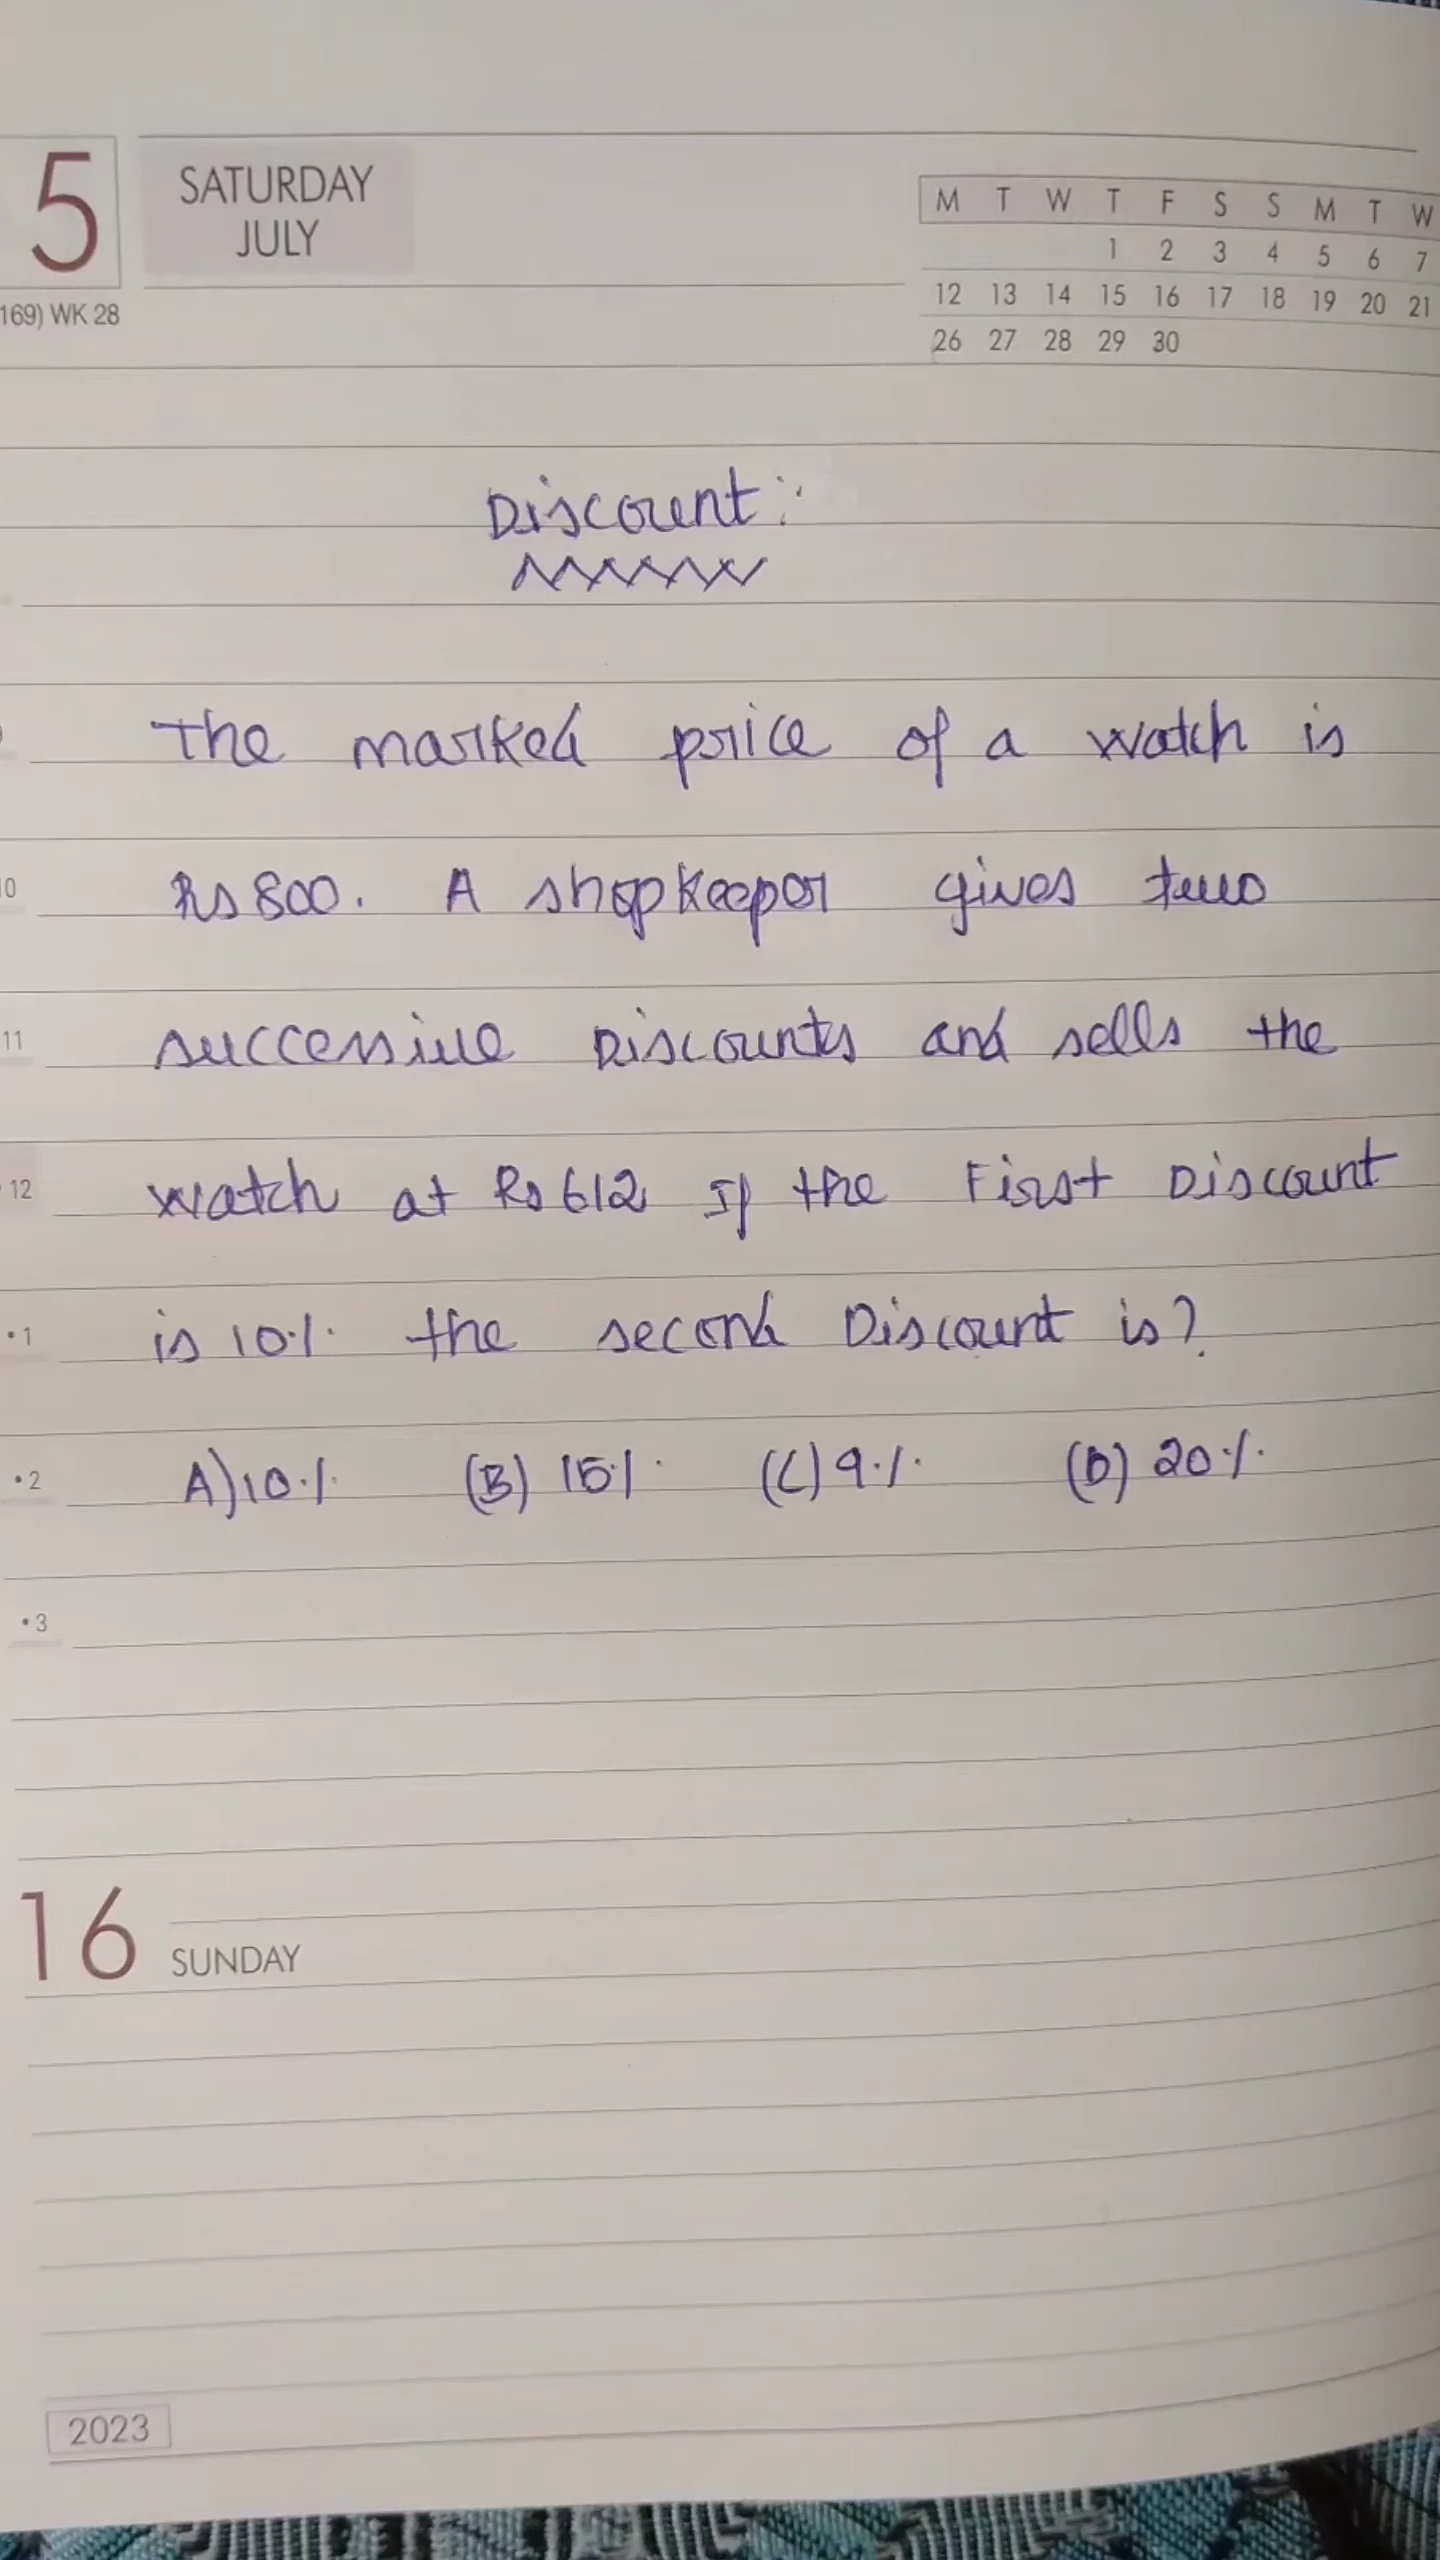 5 SATURDAY JULY
169) WK 28
M T W T F S S M T W
1 2 3 4 5 6 7
12 13 14 15 16 17 18 19 20 21
26 27 28 29 30
Discount:
The marked price of a watch is
10 Rs 800. A shopkeeper gives two
11 successive Discounts and sells the
12 watch at Rs 612 If the First Discount
•1 is 10% the second Discount is?
•2 A) 10% (B) 15% (C) 9% (D) 20%
•3
16 SUNDAY
2023